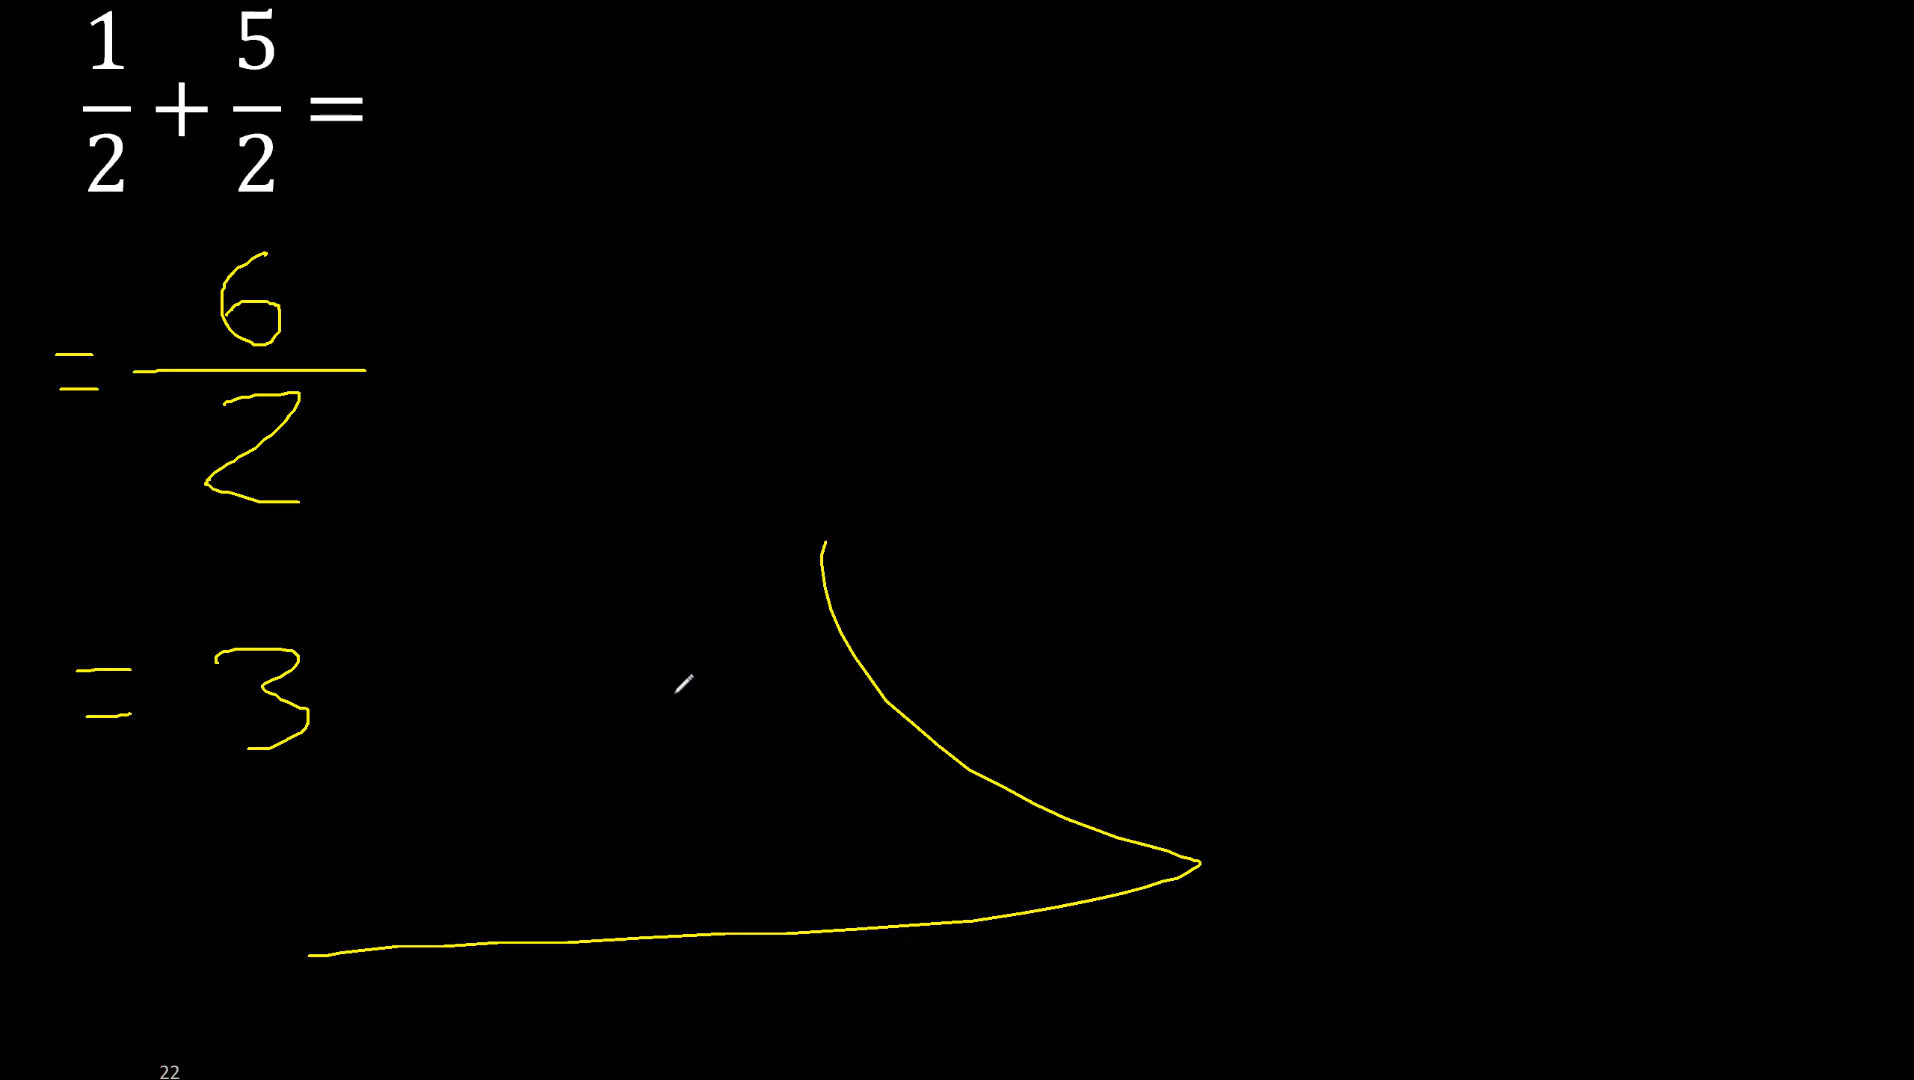 1/2 + 5/2 =
= 6/2
= 3
22